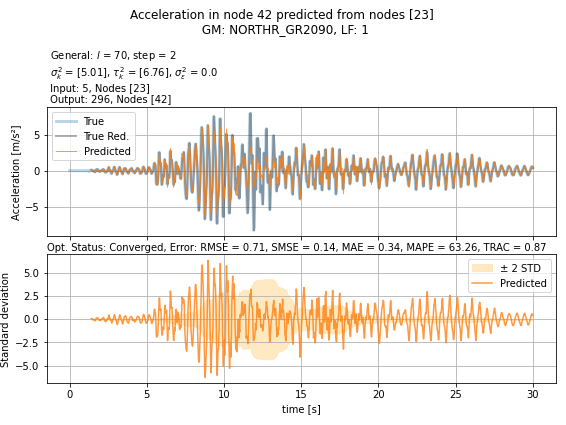 Acceleration in node 42 predicted from nodes [23]
GM: NORTHR_GR2090, LF: 1
General: l = 70, step = 2
σ²ₖ = [5.01], τ²ₖ = [6.76], σ²ε = 0.0
Input: 5, Nodes [23]
Output: 296, Nodes [42]
True
True Red.
Predicted
Acceleration [m/s²]
5
0
−5
Opt. Status: Converged, Error: RMSE = 0.71, SMSE = 0.14, MAE = 0.34, MAPE = 63.26, TRAC = 0.87
± 2 STD
Predicted
Standard deviation
5.0
2.5
0.0
−2.5
−5.0
0 5 10 15 20 25 30
time [s]